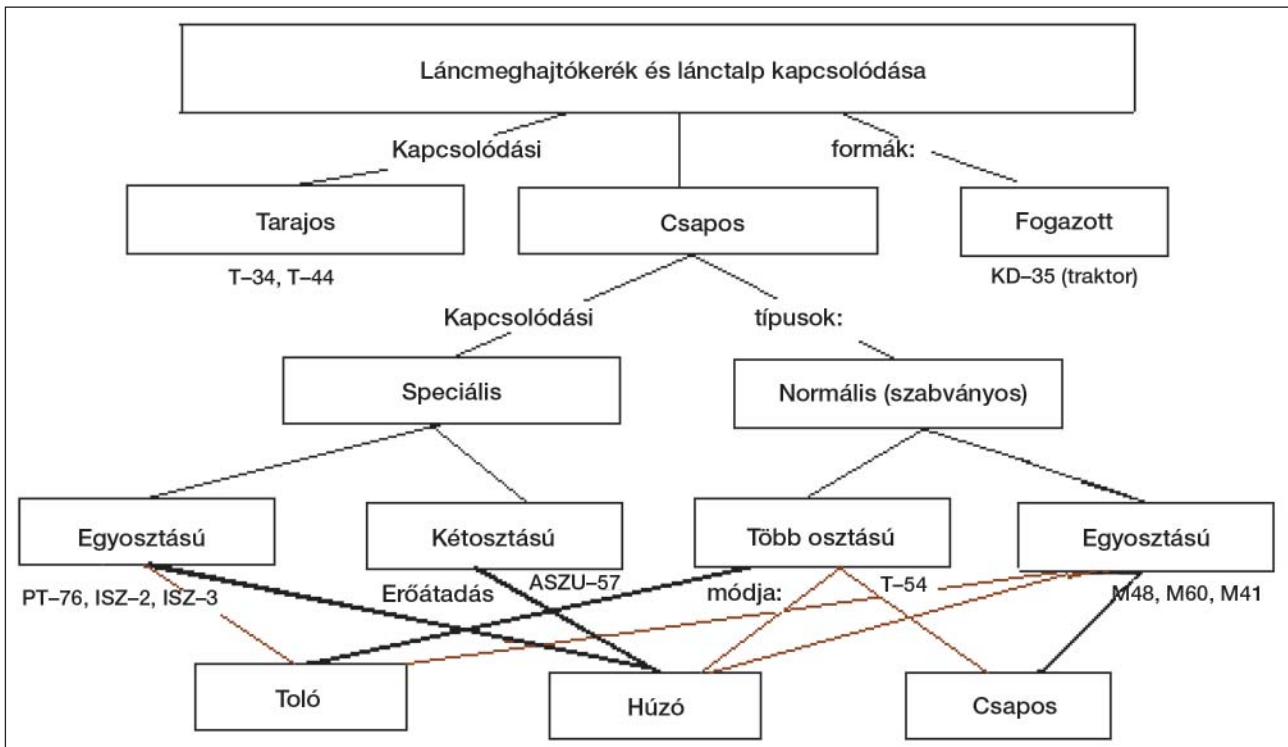 Láncmeghajtókerék és lánctalp kapcsolódása
Kapcsolódási formák:
Tarajos
Csapos
Fogazott
T–34, T–44
KD–35 (traktor)
Kapcsolódási típusok:
Speciális
Normális (szabványos)
Egyosztású
Kétosztású
Több osztású
Egyosztású
PT–76, ISZ–2, ISZ–3
ASZU–57
T–54
M48, M60, M41
Erőátadás módja:
Toló
Húzó
Csapos